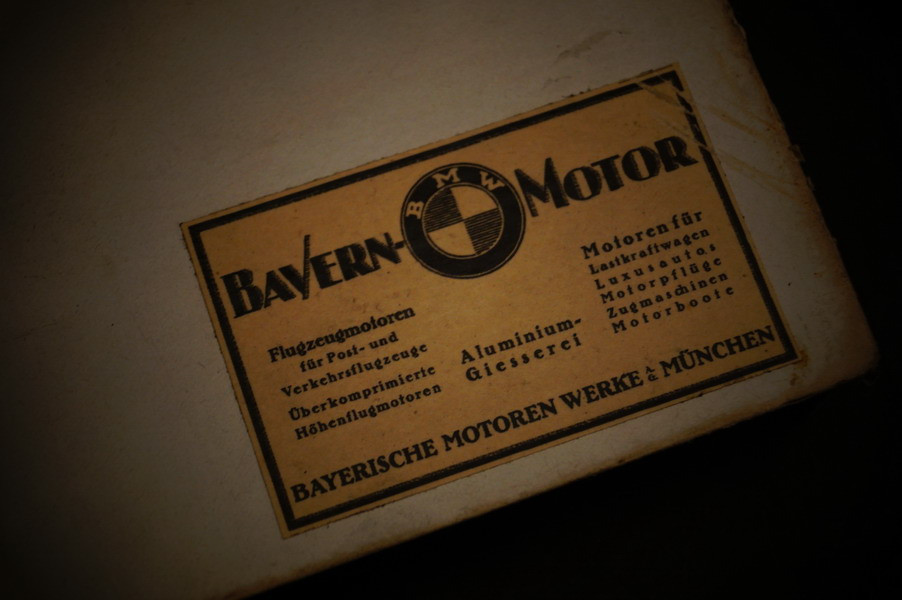 BAYERN-MOTOR
BMW
Flugzeugmotoren
für Post- und
Verkehrsflugzeuge
Überkomprimierte
Höhenflugmotoren
Aluminium-
Giesserei
Motoren für
Lastkraftwagen
Luxusautos
Motorpflüge
Zugmaschinen
Motorboote
BAYERISCHE MOTOREN WERKE A.G. MÜNCHEN